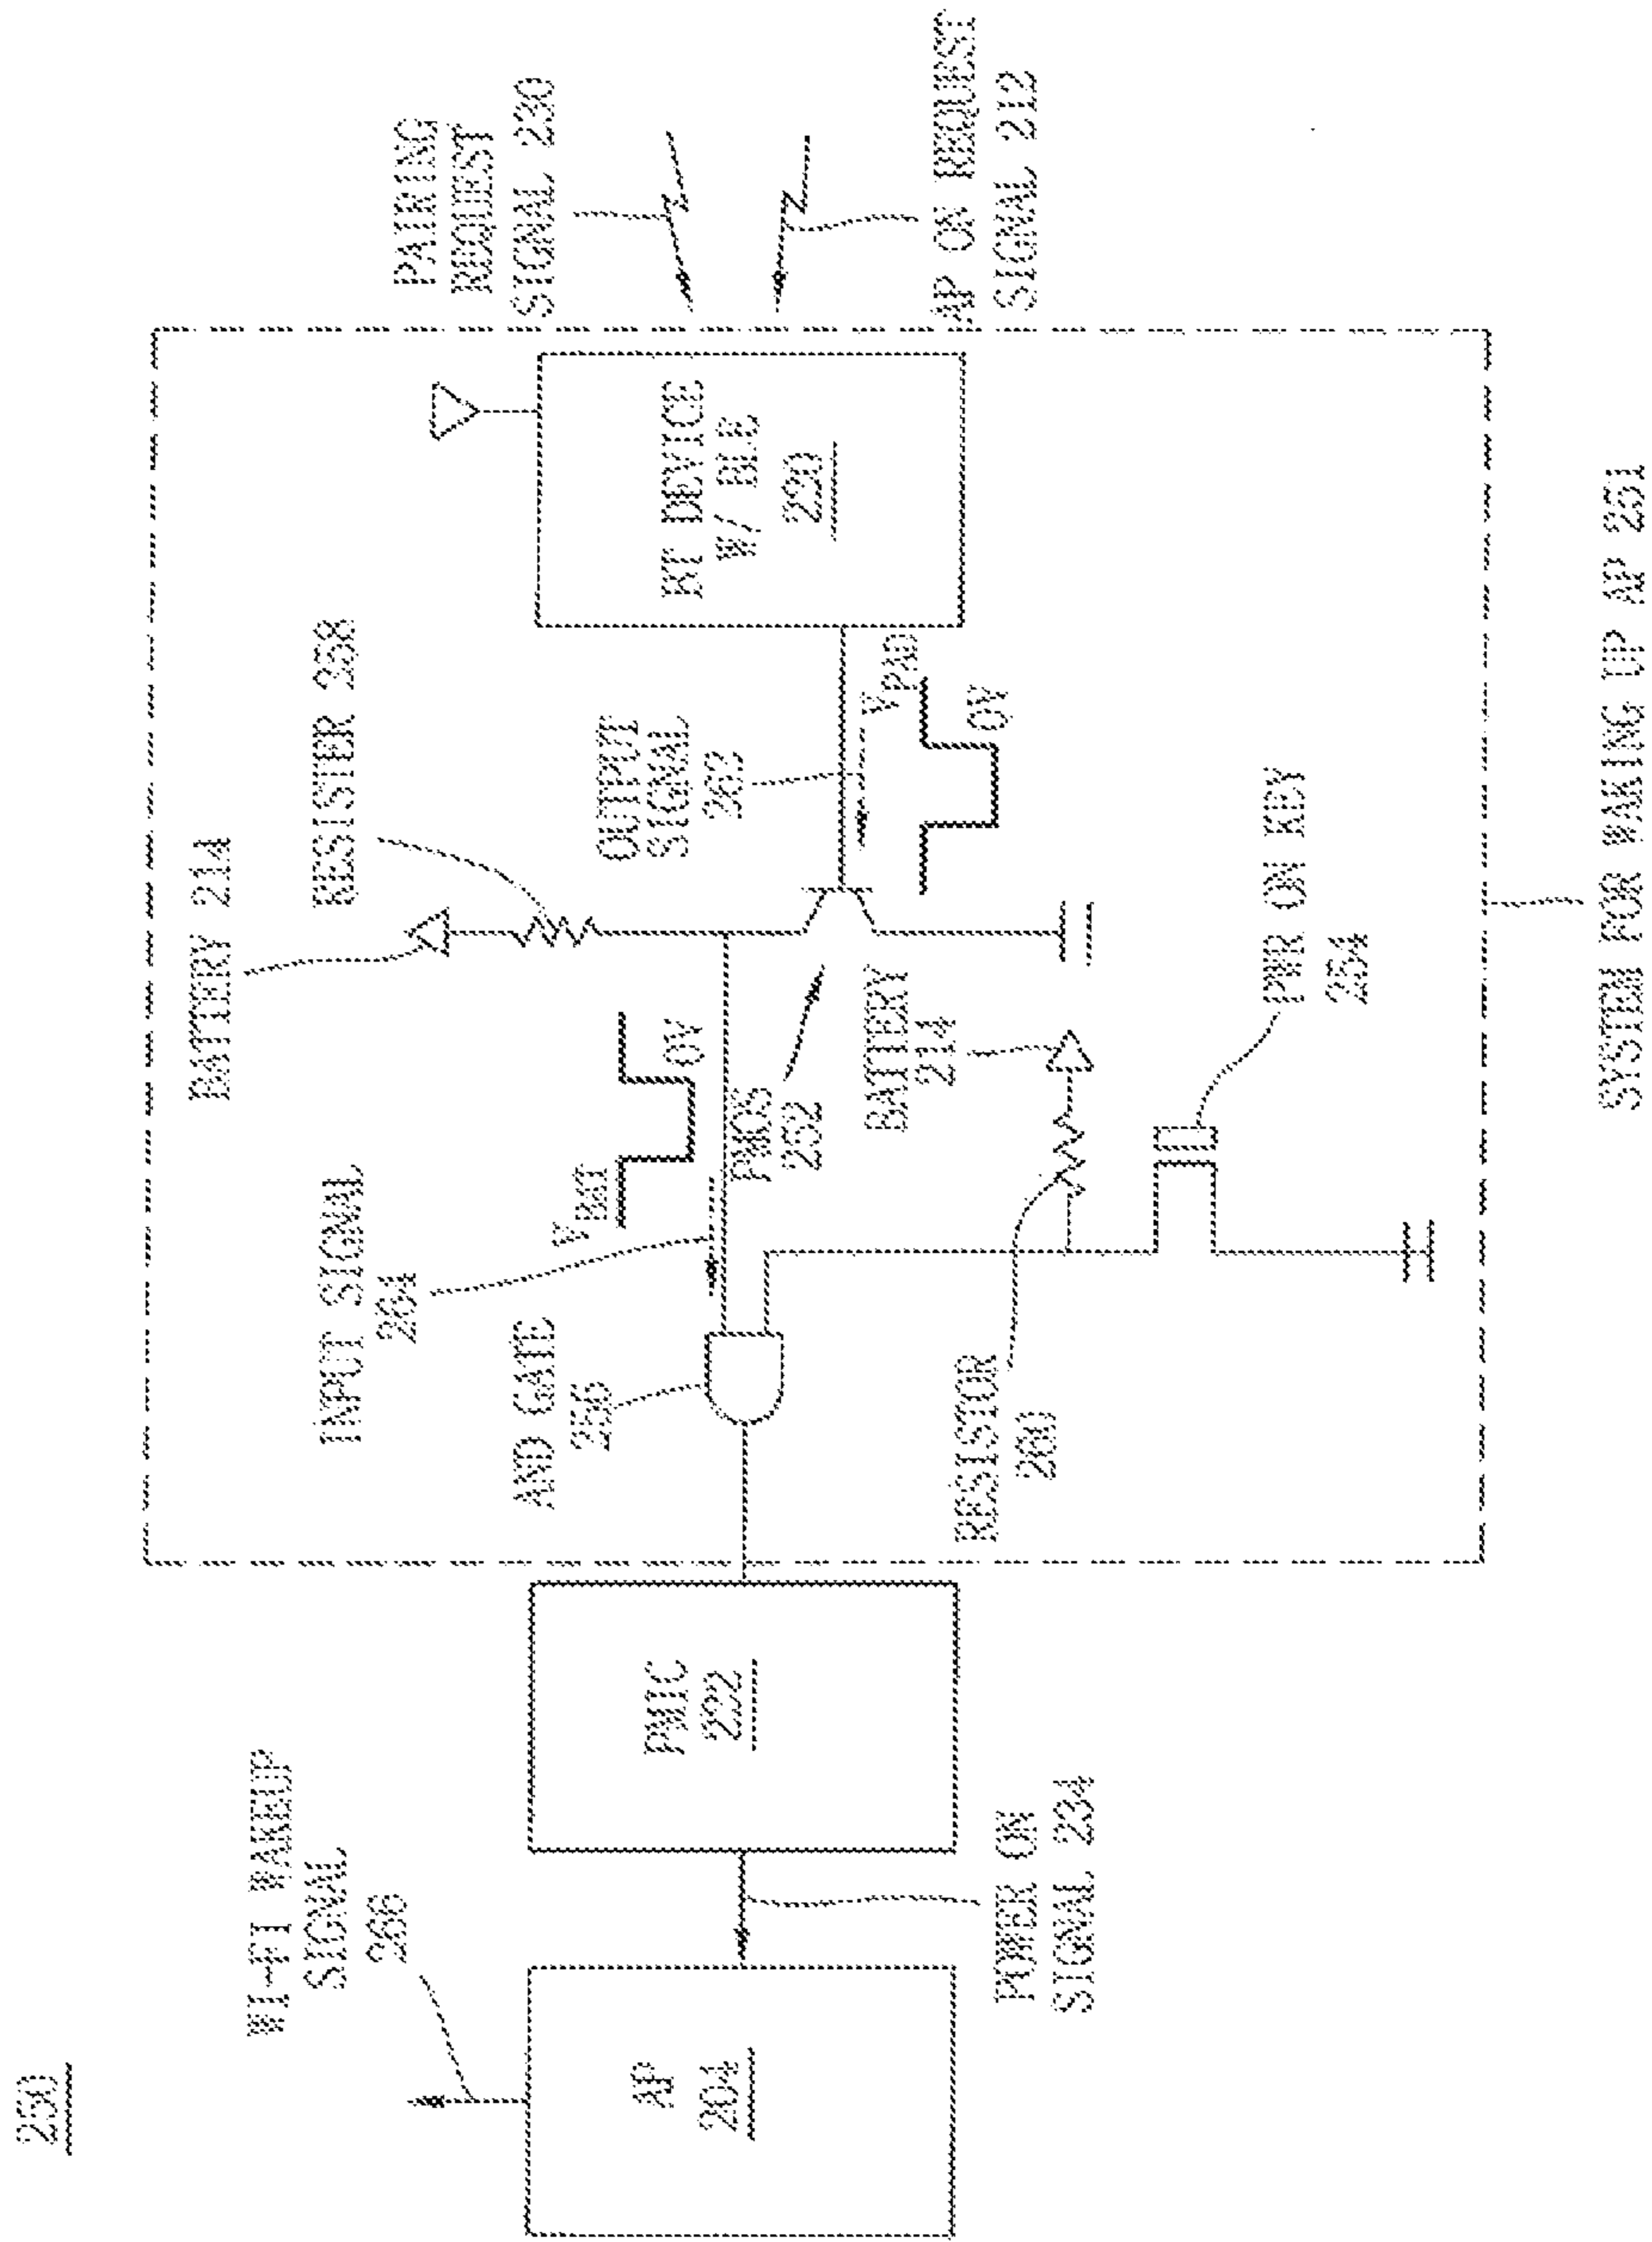 250
BATTERY 214
WI-FI WAKEUP
SIGNAL
266
INPUT SIGNAL
264
RESISTER 258
PAIRING
REQUEST
SIGNAL 230
AND GATE
256
VBAT
0V
OUTPUT
SIGNAL
262
AP
204
PMIC
222
BT DEVICE
W/ BLE
220
PMOS
252
VPAD
0V
BATTERY
214
AP ON REQUEST
SIGNAL 212
POWER ON
SIGNAL 234
RESISTOR
260
PWR ON KEY
254
SYSTEM FOR WAKING UP AP 251